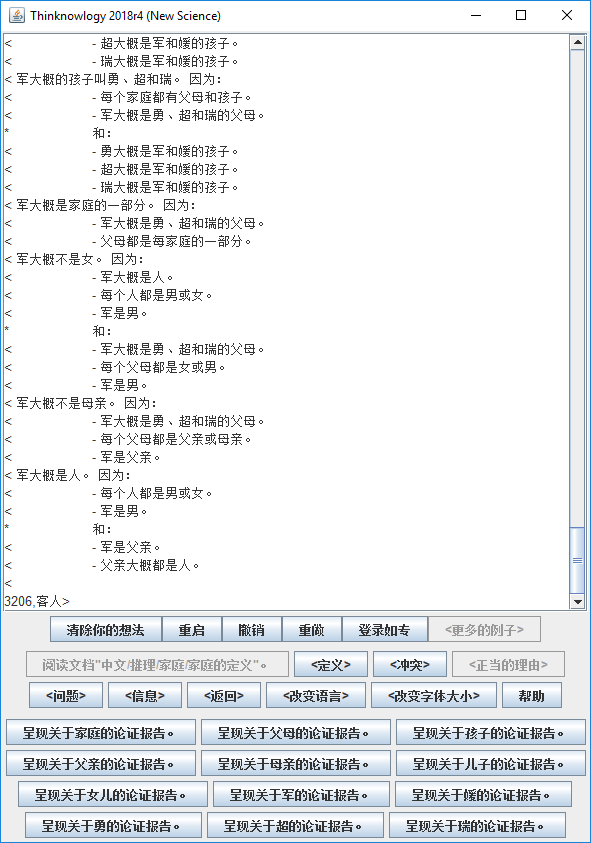 Thinknowlogy 2018r4 (New Science)
< - 超大概是军和媛的孩子。
< - 瑞大概是军和媛的孩子。
< 军大概的孩子叫勇、超和瑞。 因为:
< - 每个家庭都有父母和孩子。
< - 军大概是勇、超和瑞的父母。
* 和:
< - 勇大概是军和媛的孩子。
< - 超大概是军和媛的孩子。
< - 瑞大概是军和媛的孩子。
< 军大概是家庭的一部分。 因为:
< - 军大概是勇、超和瑞的父母。
< - 父母都是每家庭的一部分。
< 军大概不是女。 因为:
< - 军大概是人。
< - 每个人都是男或女。
< - 军是男。
* 和:
< - 军大概是勇、超和瑞的父母。
< - 每个父母都是女或男。
< - 军是男。
< 军大概不是母亲。 因为:
< - 军大概是勇、超和瑞的父母。
< - 每个父母都是父亲或母亲。
< - 军是父亲。
< 军大概是人。 因为:
< - 每个人都是男或女。
< - 军是男。
* 和:
< - 军是父亲。
< - 父亲大概都是人。
<
3206,客人>
清除你的想法 重启 撤销 重做 登录如专 <更多的例子>
阅读文档"中文/推理/家庭/家庭的定义"。 <定义> <冲突> <正当的理由>
<问题> <信息> <返回> <改变语言> <改变字体大小> 帮助
呈现关于家庭的论证报告。 呈现关于父母的论证报告。 呈现关于孩子的论证报告。
呈现关于父亲的论证报告。 呈现关于母亲的论证报告。 呈现关于儿子的论证报告。
呈现关于女儿的论证报告。 呈现关于军的论证报告。 呈现关于媛的论证报告。
呈现关于勇的论证报告。 呈现关于超的论证报告。 呈现关于瑞的论证报告。